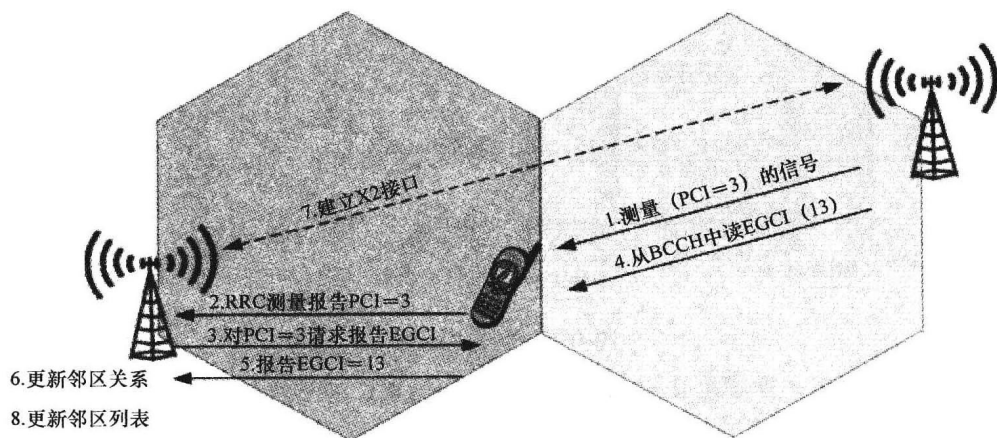 7.建立X2接口
1.测量（PCI=3）的信号
4.从BCCH中读EGCI（13）
2.RRC测量报告PCI=3
3.对PCI=3请求报告EGCI
5.报告EGCI=13
6.更新邻区关系
8.更新邻区列表